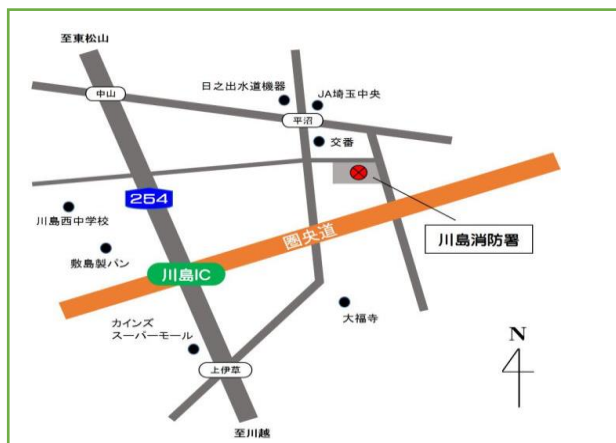 至東松山
日之出水道機器
JA埼玉中央
中山
平沼
交番
254
川島西中学校
圏央道
川島消防署
敷島製パン
川島IC
大福寺
カインズ
スーパーモール
上伊草
N
至川越